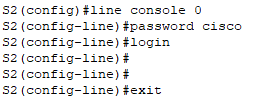 S2(config)#line console 0
S2(config-line)#password cisco
S2(config-line)#login
S2(config-line)#
S2(config-line)#
S2(config-line)#exit